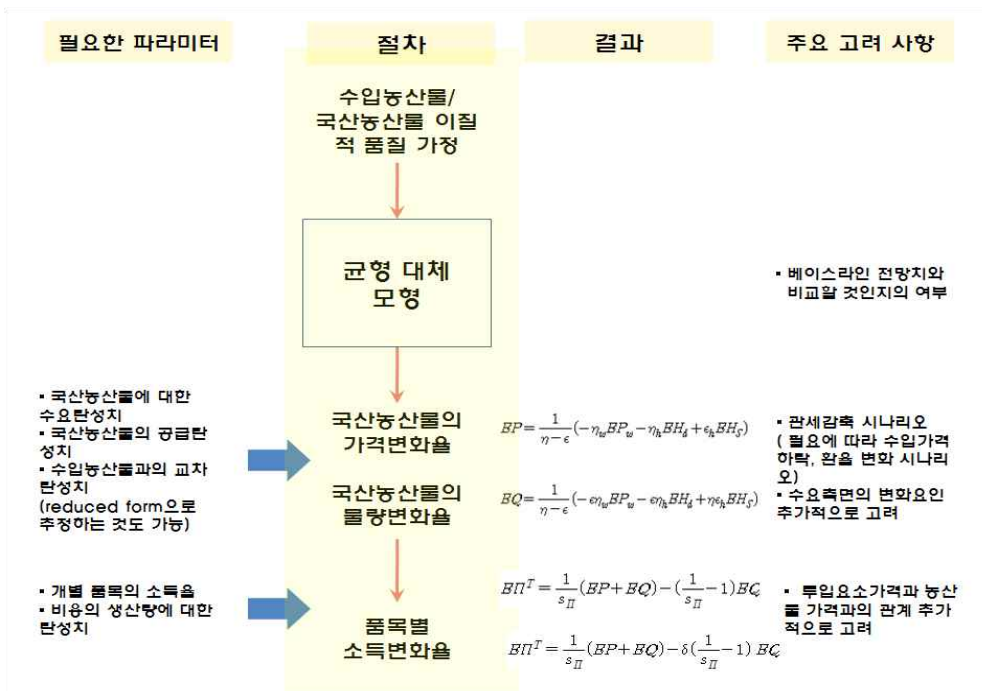 필요한 파라미터
절차
결과
주요 고려 사항
수입농산물/
국산농산물 이질
적 품질 가정
균형 대체
모형
▪ 베이스라인 전망치와
비교할 것인지의 여부
▪ 국산농산물에 대한
수요탄성치
▪ 국산농산물의 공급탄
성치
▪ 수입농산물과의 교차
탄성치
(reduced form으로
추정하는 것도 가능)
국산농산물의
가격변화율
국산농산물의
물량변화율
EP = \frac{1}{η-ϵ}(-η_w EP_w - η_h EH_d + ϵ_h EH_S)
EQ = \frac{1}{η-ϵ}(-ϵη_w EP_w - ϵη_h EH_d + ηϵ_h EH_S)
▪ 관세감축 시나리오
( 필요에 따라 수입가격
하락, 환율 변화 시나리
오)
▪ 수요측면의 변화요인
추가적으로 고려
▪ 개별 품목의 소득율
▪ 비용의 생산량에 대한
탄성치
품목별
소득변화율
EΠ^T = \frac{1}{s_Π}(EP+EQ) - (\frac{1}{s_Π}-1)EQ
EΠ^T = \frac{1}{s_Π}(EP+EQ) - δ(\frac{1}{s_Π}-1) EQ
▪ 투입요소가격과 농산
물 가격과의 관계 추가
적으로 고려